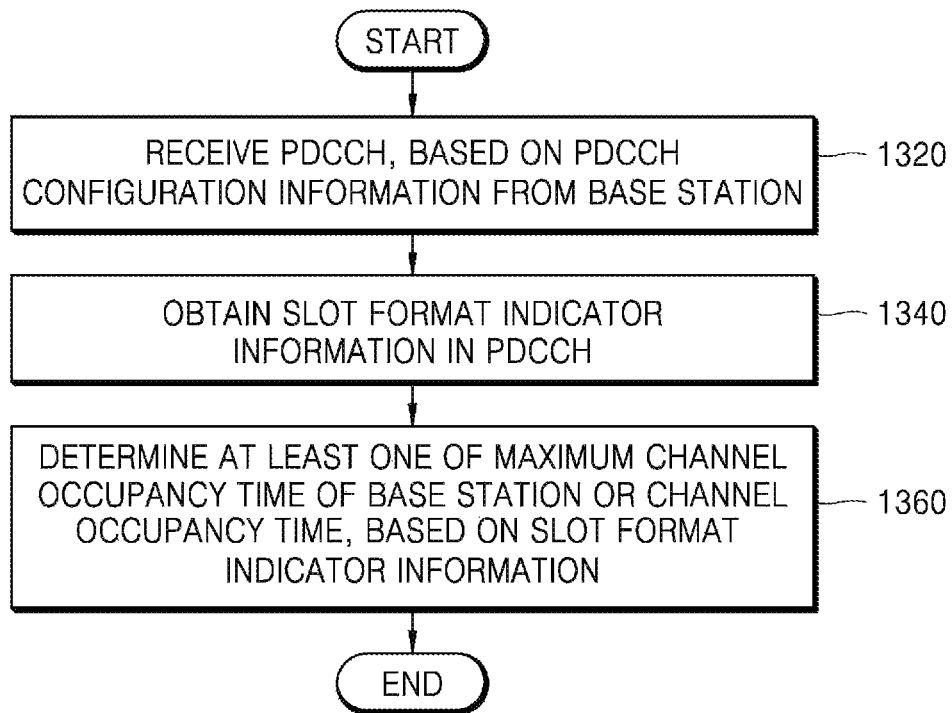 START
RECEIVE PDCCH, BASED ON PDCCH
CONFIGURATION INFORMATION FROM BASE STATION
1320
OBTAIN SLOT FORMAT INDICATOR
INFORMATION IN PDCCH
1340
DETERMINE AT LEAST ONE OF MAXIMUM CHANNEL
OCCUPANCY TIME OF BASE STATION OR CHANNEL
OCCUPANCY TIME, BASED ON SLOT FORMAT
INDICATOR INFORMATION
1360
END